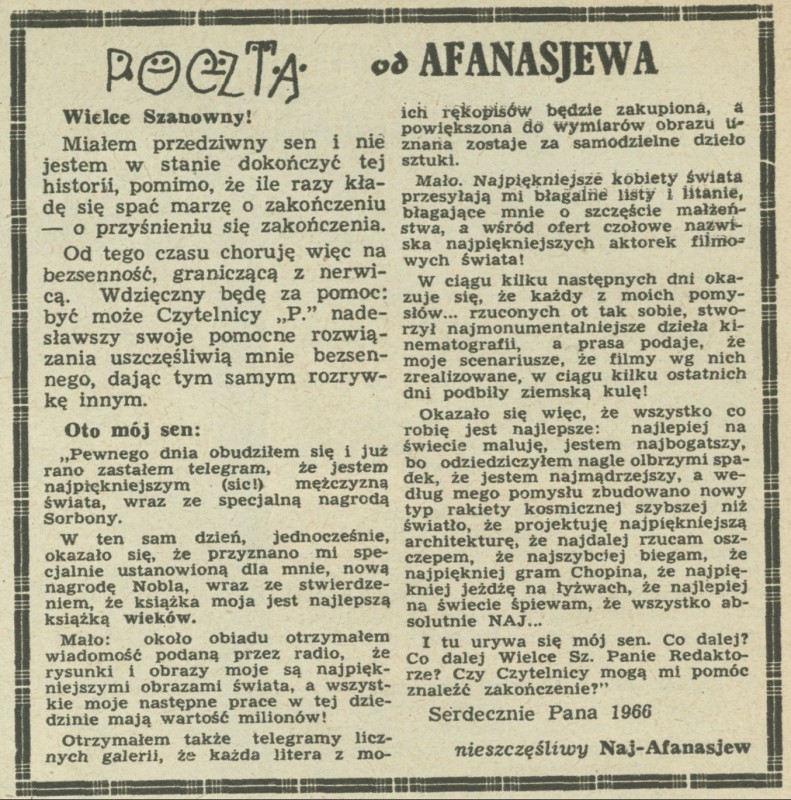 POCZTA od AFANASJEWA
Wielce Szanowny!
Miałem przedziwny sen i nie
jestem w stanie dokończyć tej
historii, pomimo, że ile razy kła-
dę się spać marzę o zakończeniu
— o przyśnieniu się zakończenia.
Od tego czasu choruję więc na
bezsenność, graniczącą z nerwi-
cą. Wdzięczny będę za pomoc:
być może Czytelnicy „P." nade-
sławszy swoje pomocne rozwią-
zania uszczęśliwią mnie bezsen-
nego, dając tym samym rozryw-
kę innym.
Oto mój sen:
„Pewnego dnia obudziłem się i już
rano zastałem telegram, że jestem
najpiękniejszym (sic!) mężczyzną
świata, wraz ze specjalną nagrodą
Sorbony.
W ten sam dzień, jednocześnie,
okazało się, że przyznano mi spe-
cjalnie ustanowioną dla mnie, nową
nagrodę Nobla, wraz ze stwierdze-
niem, że książka moja jest najlepszą
książką wieków.
Mało: około obiadu otrzymałem
wiadomość podaną przez radio, że
rysunki i obrazy moje są najpięk-
niejszymi obrazami świata, a wszyst-
kie moje następne prace w tej dzie-
dzinie mają wartość milionów!
Otrzymałem także telegramy licz-
nych galerii, że każda litera z mo-
ich rękopisów będzie zakupiona, a
powiększona do wymiarów obrazu u-
znana zostaje za samodzielne dzieło
sztuki.
Mało. Najpiękniejsze kobiety świata
przesyłają mi błagalne listy i litanie,
błagające mnie o szczęście małżeń-
stwa, a wśród ofert czołowe nazwi-
ska najpiękniejszych aktorek filmo-
wych świata!
W ciągu kilku następnych dni oka-
zuje się, że każdy z moich pomy-
słów... rzuconych ot tak sobie, stwo-
rzył najmonumentalniejsze dzieła ki-
nematografii, a prasa podaje, że
moje scenariusze, że filmy wg nich
zrealizowane, w ciągu kilku ostatnich
dni podbiły ziemską kulę!
Okazało się więc, że wszystko co
robię jest najlepsze: najlepiej na
świecie maluję, jestem najbogatszy,
bo odziedziczyłem nagle olbrzymi spa-
dek, że jestem najmądrzejszy, a we-
dług mego pomysłu zbudowano nowy
typ rakiety kosmicznej szybszej niż
światło, że projektuję najpiękniejszą
architekturę, że najdalej rzucam osz-
czepem, że najszybciej biegam, że
najpiękniej gram Chopina, że najpię-
kniej jeżdżę na łyżwach, że najlepiej
na świecie śpiewam, że wszystko ab-
solutnie NAJ...
I tu urywa się mój sen. Co dalej?
Co dalej Wielce Sz. Panie Redakto-
rze? Czy Czytelnicy mogą mi pomóc
znaleźć zakończenie?"
Serdecznie Pana 1966
nieszczęśliwy Naj-Afanasjew